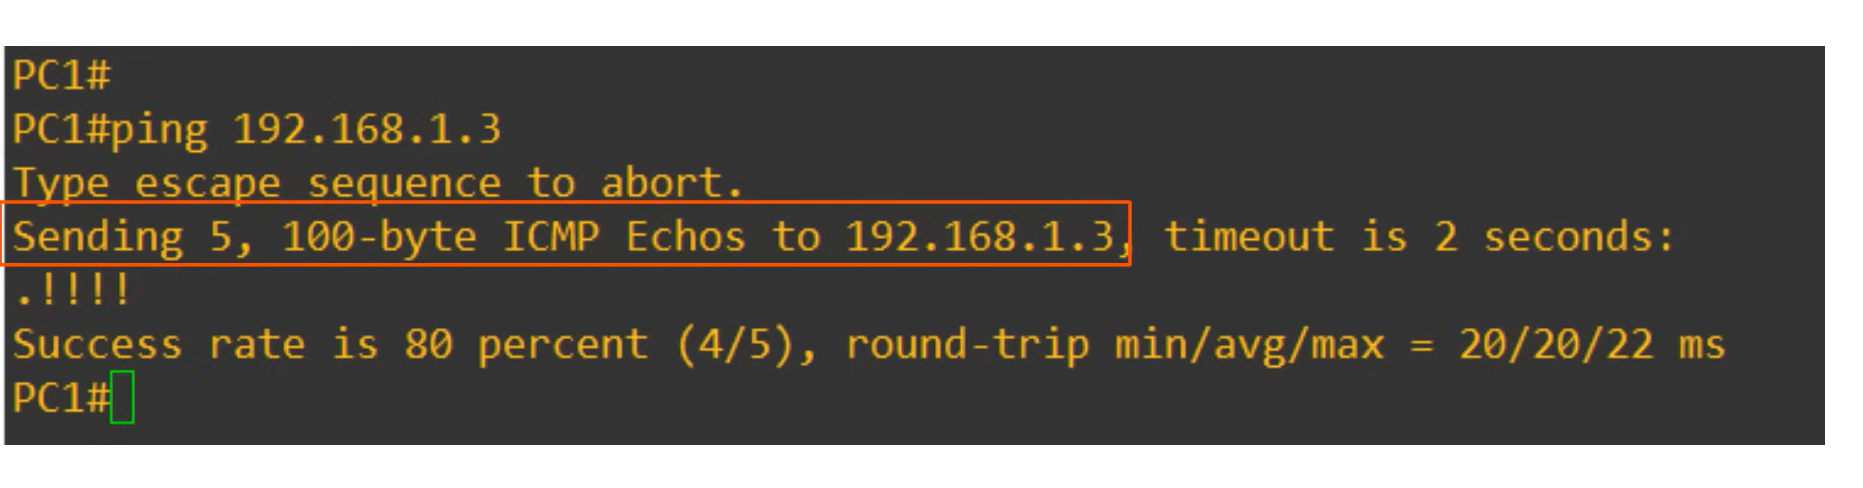 PC1#
PC1#ping 192.168.1.3
Type escape sequence to abort.
Sending 5, 100-byte ICMP Echos to 192.168.1.3, timeout is 2 seconds:
.!!!!
Success rate is 80 percent (4/5), round-trip min/avg/max = 20/20/22 ms
PC1#